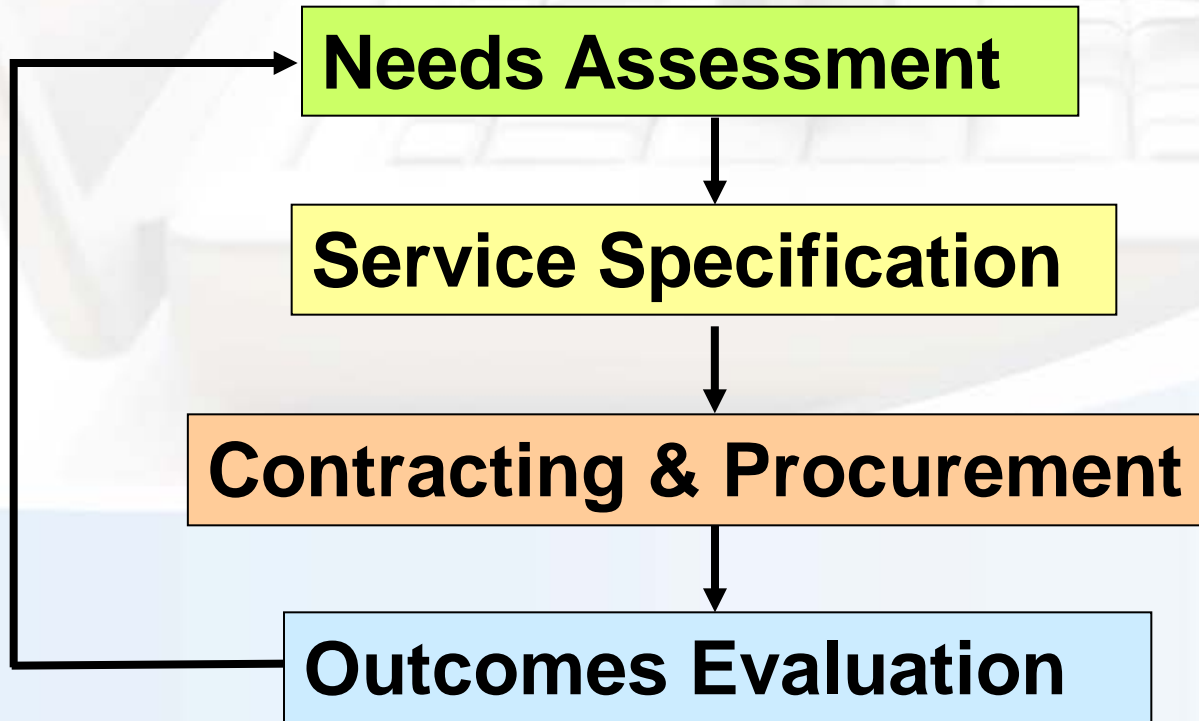 Needs Assessment
Service Specification
Contracting & Procurement
Outcomes Evaluation